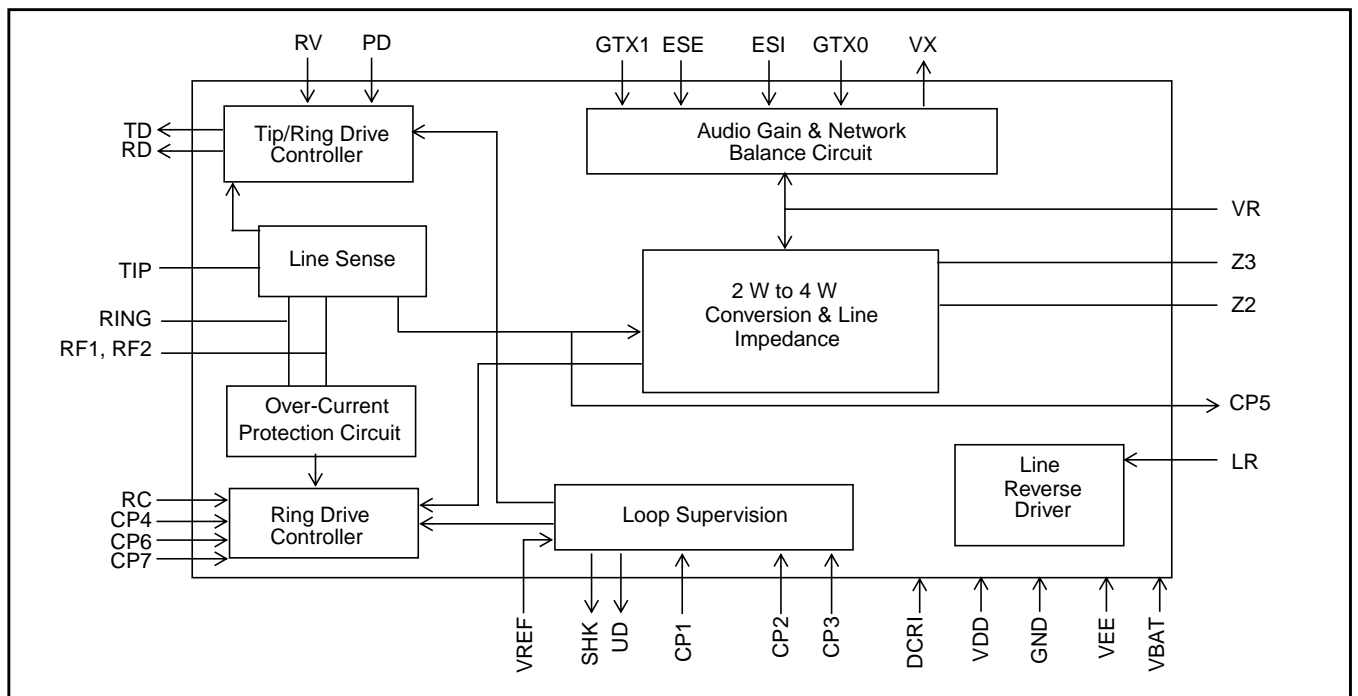 RV
PD
GTX1
ESE
ESI
GTX0
VX
TD
RD
Tip/Ring Drive
Controller
Audio Gain & Network
Balance Circuit
VR
Line Sense
TIP
Z3
2 W to 4 W
Conversion & Line
Impedance
Z2
RING
RF1, RF2
Over-Current
Protection Circuit
CP5
Line
Reverse
Driver
LR
RC
CP4
CP6
CP7
Ring Drive
Controller
Loop Supervision
VREF
SHK
UD
CP1
CP2
CP3
DCRI
VDD
GND
VEE
VBAT